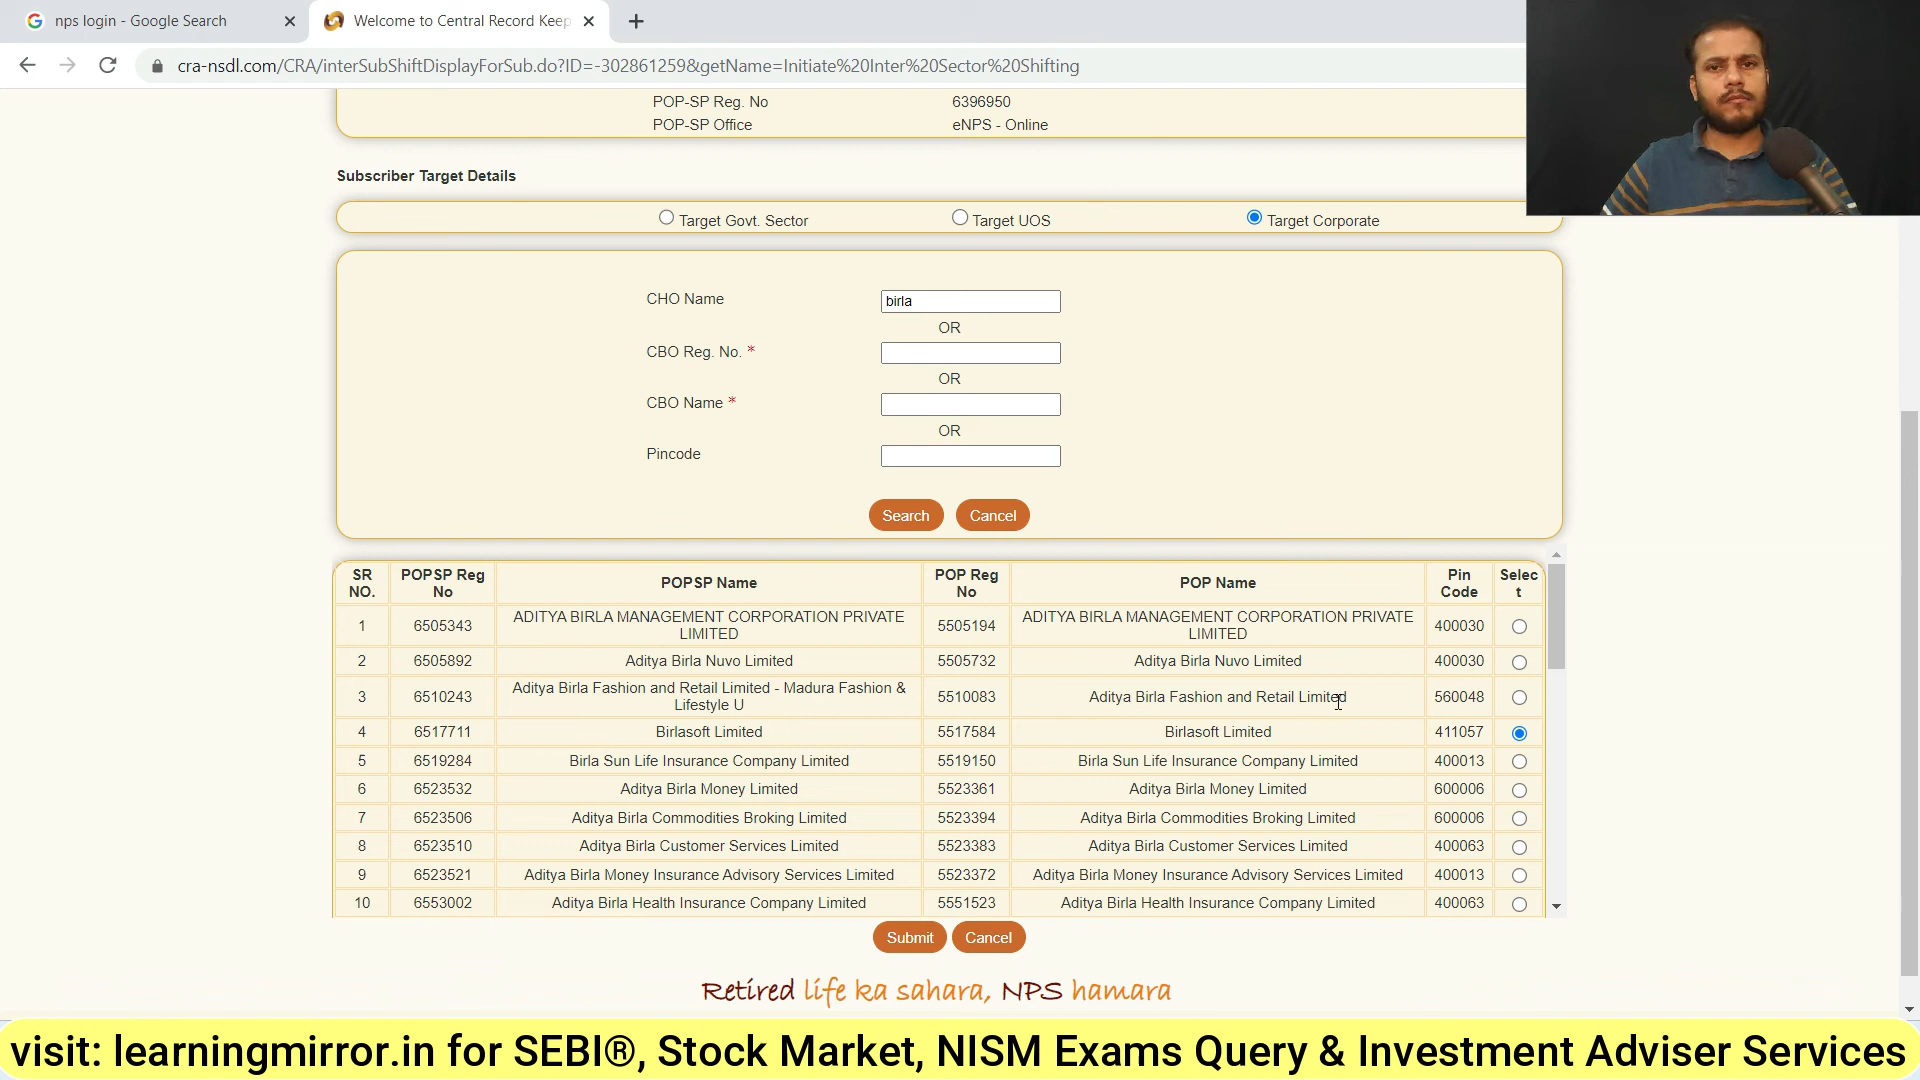 nps login - Google Search
Welcome to Central Record Keep
cra-nsdl.com/CRA/interSubShiftDisplayForSub.do?ID=-302861259&getName=Initiate%20Inter%20Sector%20Shifting
POP-SP Reg. No 6396950
POP-SP Office eNPS - Online
Subscriber Target Details
Target Govt. Sector Target UOS Target Corporate
CHO Name birla
OR
CBO Reg. No. *
OR
CBO Name *
OR
Pincode
Search Cancel
SR NO. POPSP Reg No POPSP Name POP Reg No POP Name Pin Code Select
1 6505343 ADITYA BIRLA MANAGEMENT CORPORATION PRIVATE LIMITED 5505194 ADITYA BIRLA MANAGEMENT CORPORATION PRIVATE LIMITED 400030
2 6505892 Aditya Birla Nuvo Limited 5505732 Aditya Birla Nuvo Limited 400030
3 6510243 Aditya Birla Fashion and Retail Limited - Madura Fashion & Lifestyle U 5510083 Aditya Birla Fashion and Retail Limited 560048
4 6517711 Birlasoft Limited 5517584 Birlasoft Limited 411057
5 6519284 Birla Sun Life Insurance Company Limited 5519150 Birla Sun Life Insurance Company Limited 400013
6 6523532 Aditya Birla Money Limited 5523361 Aditya Birla Money Limited 600006
7 6523506 Aditya Birla Commodities Broking Limited 5523394 Aditya Birla Commodities Broking Limited 600006
8 6523510 Aditya Birla Customer Services Limited 5523383 Aditya Birla Customer Services Limited 400063
9 6523521 Aditya Birla Money Insurance Advisory Services Limited 5523372 Aditya Birla Money Insurance Advisory Services Limited 400013
10 6553002 Aditya Birla Health Insurance Company Limited 5551523 Aditya Birla Health Insurance Company Limited 400063
Submit Cancel
Retired life ka sahara, NPS hamara
visit: learningmirror.in for SEBI®, Stock Market, NISM Exams Query & Investment Adviser Services